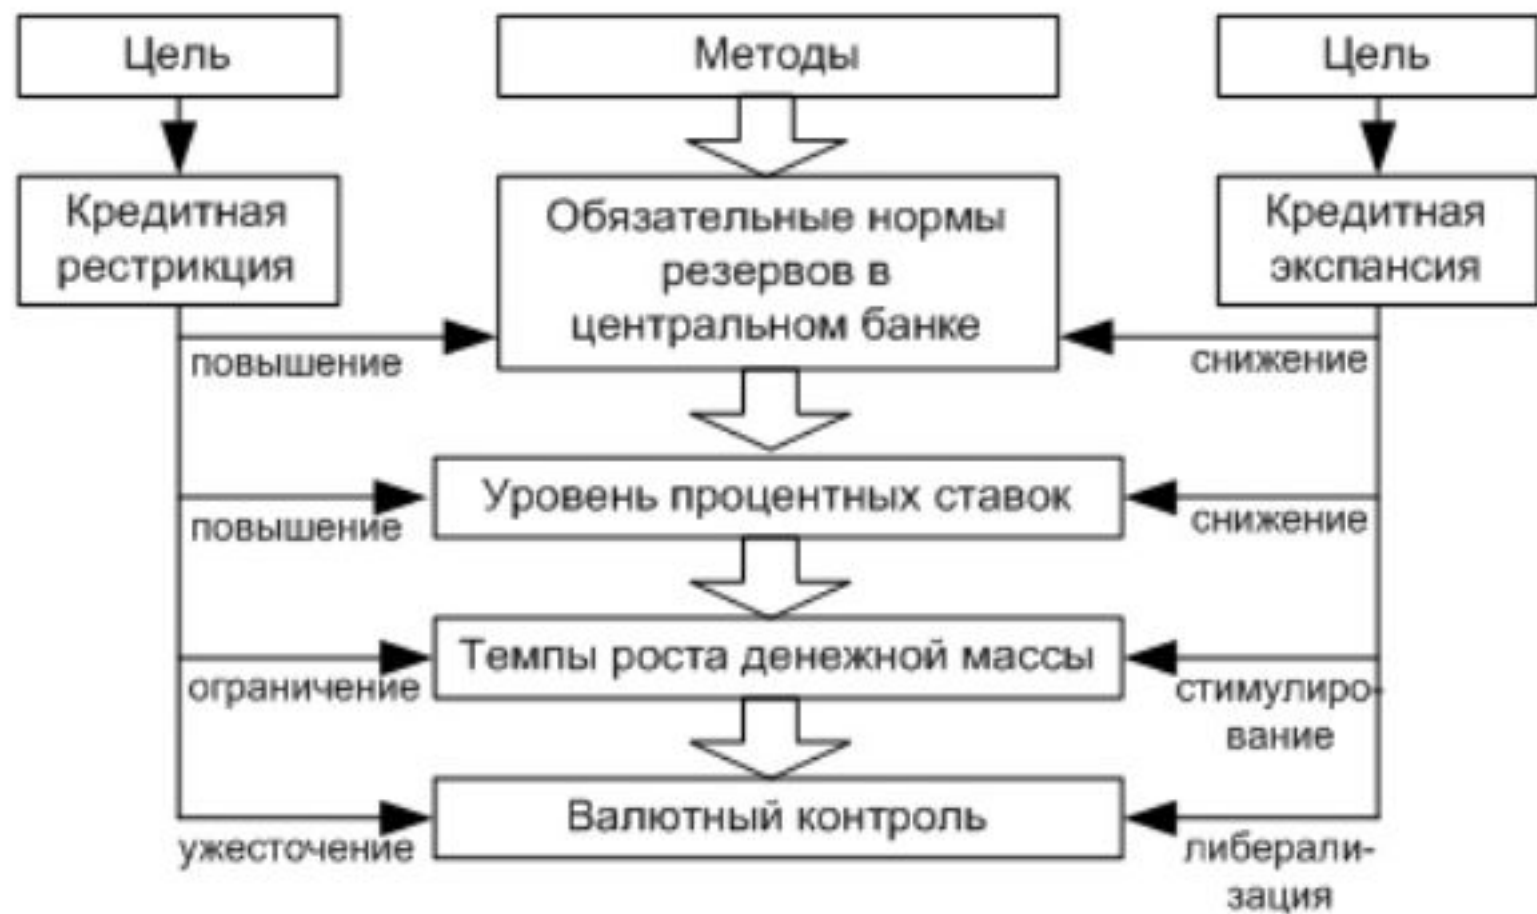 Цель
Методы
Цель
Кредитная
рестрикция
Обязательные нормы
резервов в
центральном банке
Кредитная
экспансия
повышение
снижение
Уровень процентных ставок
повышение
снижение
Темпы роста денежной массы
ограничение
стимулиро-
вание
Валютный контроль
ужесточение
либерали-
зация